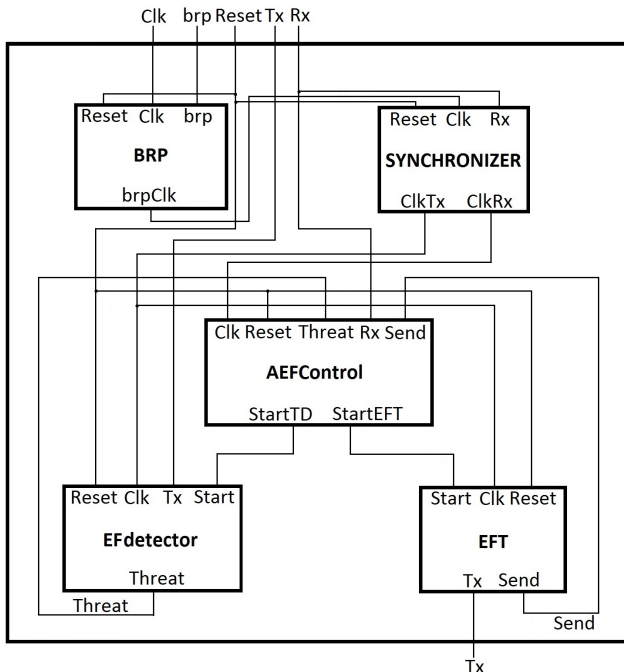 Clk brp Reset Tx Rx
Reset Clk brp
BRP
brpClk
Reset Clk Rx
SYNCHRONIZER
ClkTx ClkRx
Clk Reset Threat Rx Send
AEFControl
StartTD StartEFT
Reset Clk Tx Start
EFdetector
Threat
Threat
Start Clk Reset
EFT
Tx Send
Send
Tx